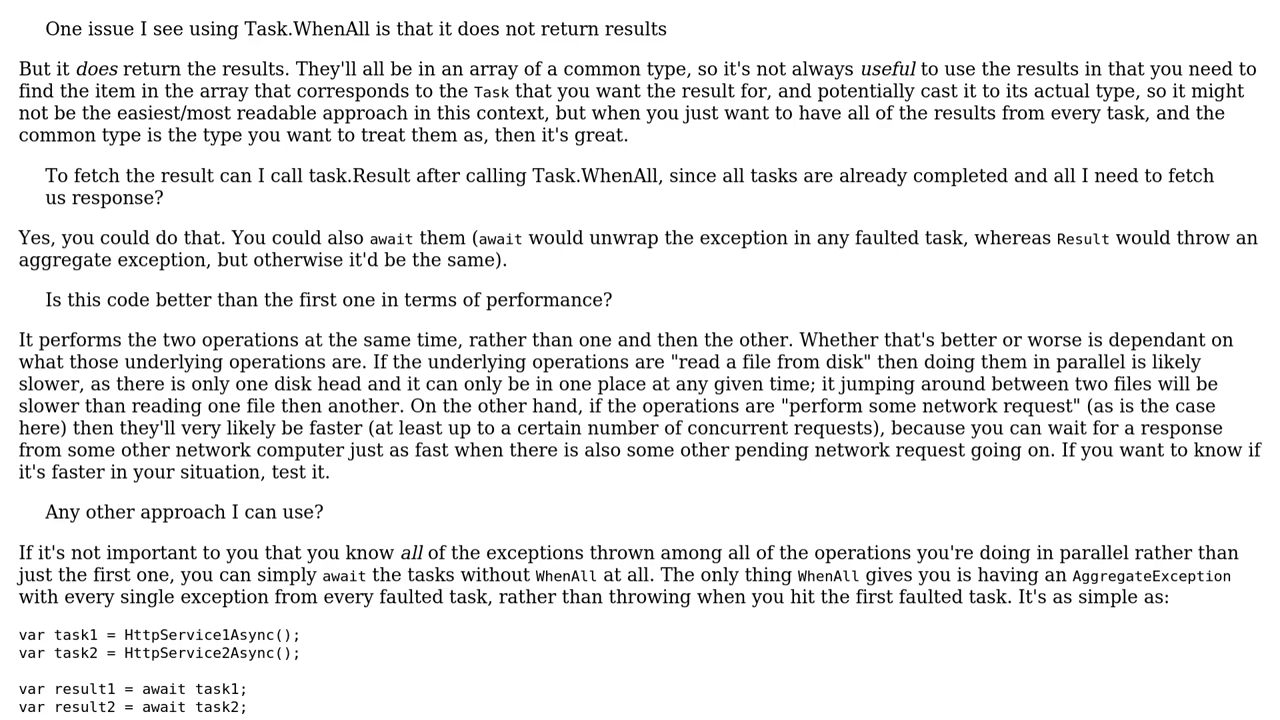 One issue I see using Task.WhenAll is that it does not return results
But it does return the results. They'll all be in an array of a common type, so it's not always useful to use the results in that you need to
find the item in the array that corresponds to the Task that you want the result for, and potentially cast it to its actual type, so it might
not be the easiest/most readable approach in this context, but when you just want to have all of the results from every task, and the
common type is the type you want to treat them as, then it's great.
To fetch the result can I call task.Result after calling Task.WhenAll, since all tasks are already completed and all I need to fetch
us response?
Yes, you could do that. You could also await them (await would unwrap the exception in any faulted task, whereas Result would throw an
aggregate exception, but otherwise it'd be the same).
Is this code better than the first one in terms of performance?
It performs the two operations at the same time, rather than one and then the other. Whether that's better or worse is dependant on
what those underlying operations are. If the underlying operations are "read a file from disk" then doing them in parallel is likely
slower, as there is only one disk head and it can only be in one place at any given time; it jumping around between two files will be
slower than reading one file then another. On the other hand, if the operations are "perform some network request" (as is the case
here) then they'll very likely be faster (at least up to a certain number of concurrent requests), because you can wait for a response
from some other network computer just as fast when there is also some other pending network request going on. If you want to know if
it's faster in your situation, test it.
Any other approach I can use?
If it's not important to you that you know all of the exceptions thrown among all of the operations you're doing in parallel rather than
just the first one, you can simply await the tasks without WhenAll at all. The only thing WhenAll gives you is having an AggregateException
with every single exception from every faulted task, rather than throwing when you hit the first faulted task. It's as simple as:
var task1 = HttpService1Async();
var task2 = HttpService2Async();
var result1 = await task1;
var result2 = await task2;